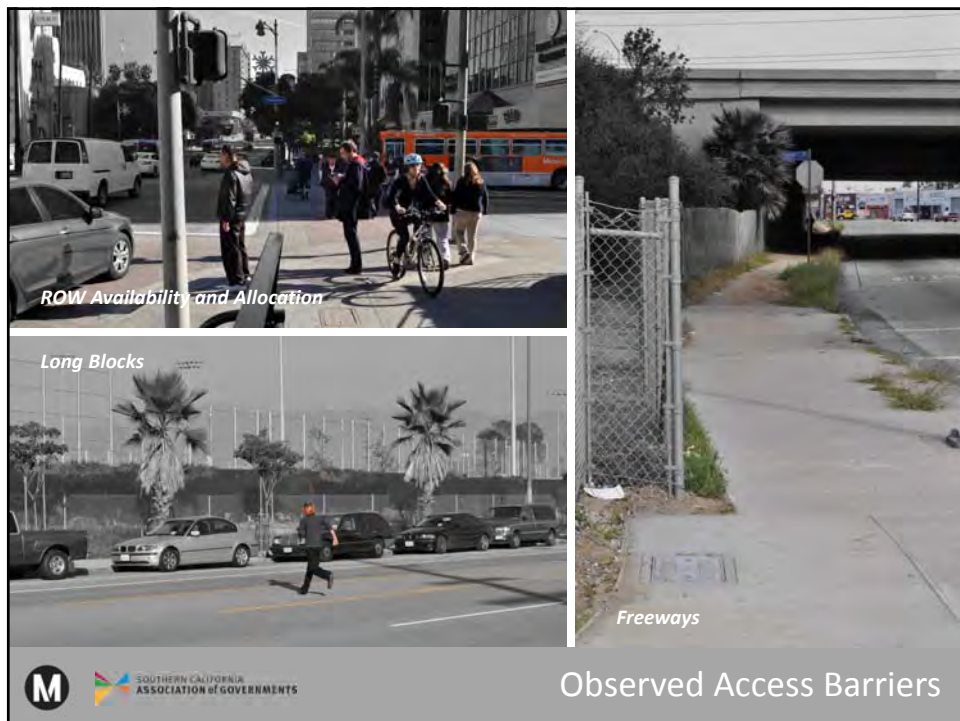 ROW Availability and Allocation
Long Blocks
Freeways
M
SOUTHERN CALIFORNIA
ASSOCIATION of GOVERNMENTS
Observed Access Barriers